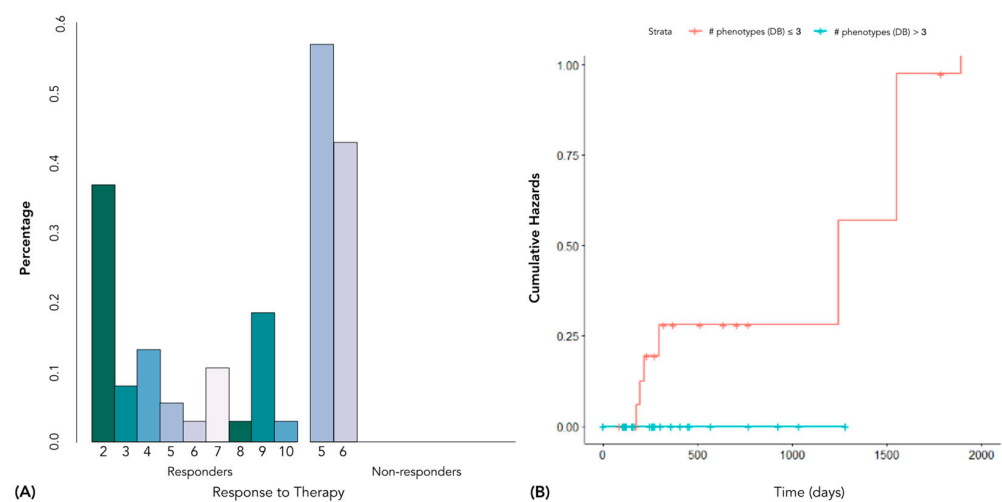 0.6
0.5
0.4
0.3
0.2
0.1
0.0
Percentage
2 3 4 5 6 7 8 9 10 5 6
Responders Non-responders
Response to Therapy
(A)
Strata # phenotypes (DB) ≤ 3 # phenotypes (DB) > 3
1.00
0.75
0.50
0.25
0.00
Cumulative Hazards
0 500 1000 1500 2000
Time (days)
(B)